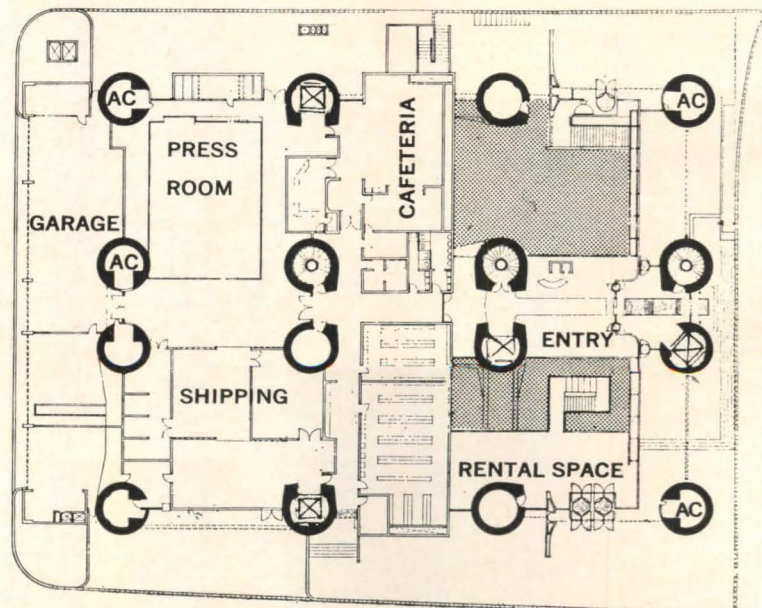 AC
AC
PRESS
ROOM
CAFETERIA
GARAGE
AC
ENTRY
SHIPPING
RENTAL SPACE
AC